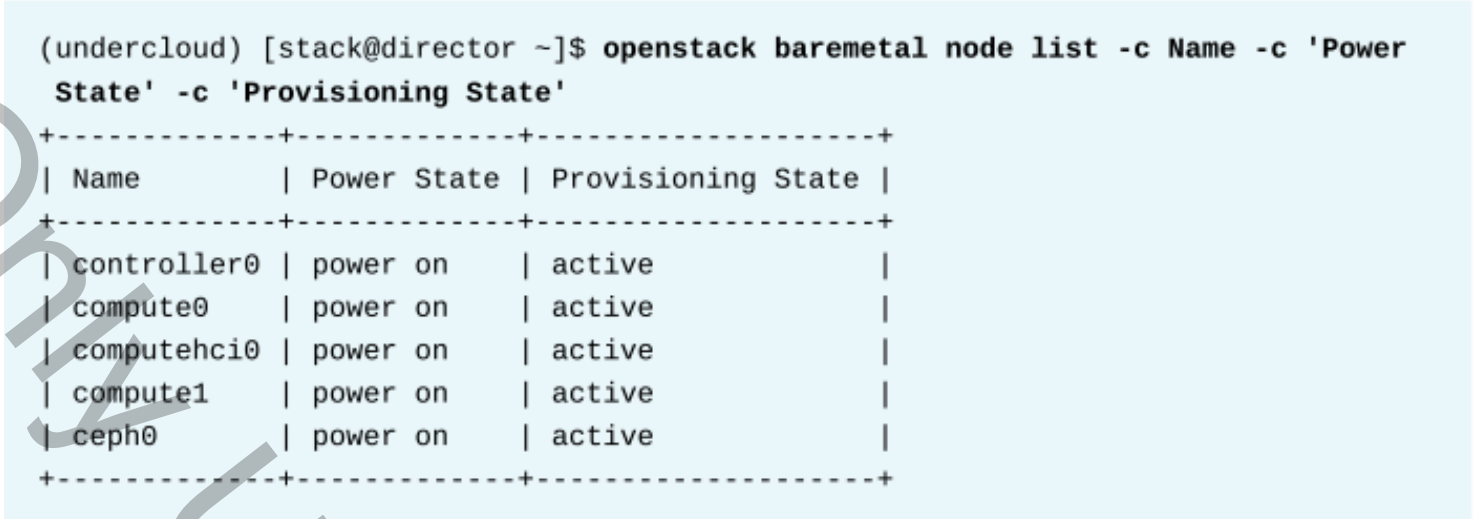 (undercloud) [stack@director ~]$ openstack baremetal node list -c Name -c 'Power
 State' -c 'Provisioning State'
+-------------+-------------+--------------------+
| Name        | Power State | Provisioning State |
+-------------+-------------+--------------------+
| controller0 | power on    | active             |
| compute0    | power on    | active             |
| computehci0 | power on    | active             |
| compute1    | power on    | active             |
| ceph0       | power on    | active             |
+-------------+-------------+--------------------+
Only